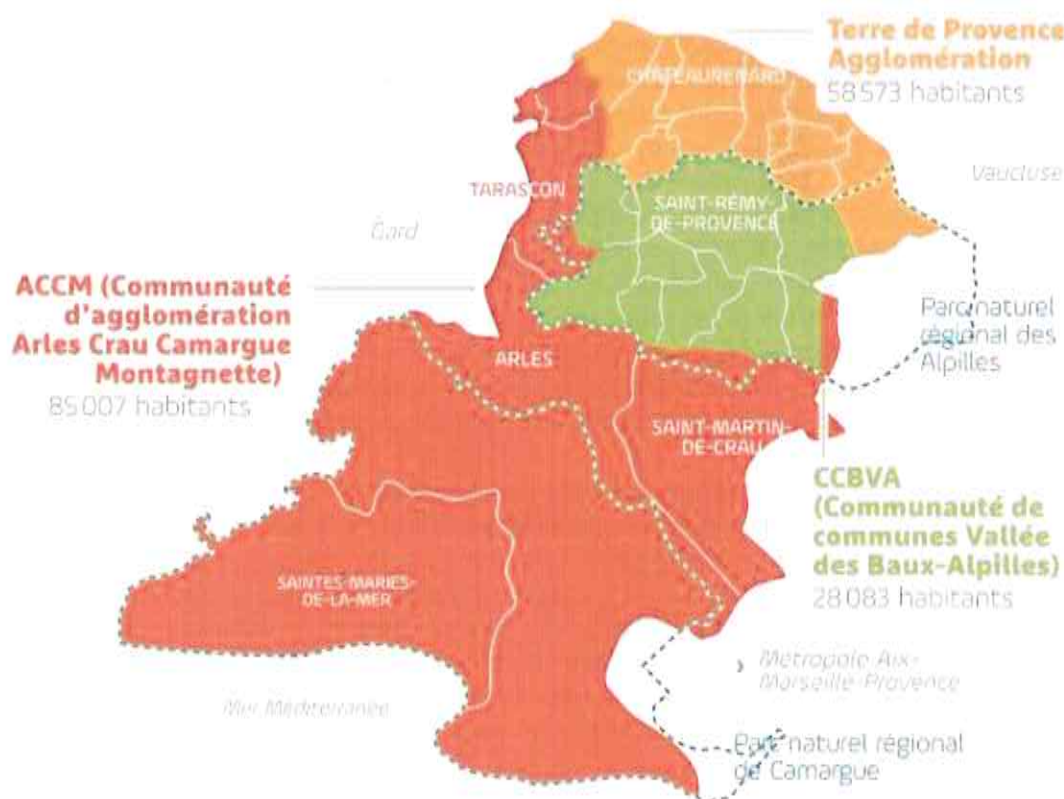 Terre de Provence
Agglomération
58 573 habitants
CHÂTEAURENARD
Vaucluse
TARASCON
SAINT-RÉMY-
DE-PROVENCE
Gard
ACCM (Communauté
d'agglomération
Arles Crau Camargue
Montagnette)
85 007 habitants
Parc naturel
régional des
Alpilles
ARLES
SAINT-MARTIN-
DE-CRAU
CCBVA
(Communauté de
communes Vallée
des Baux-Alpilles)
28 083 habitants
SAINTES-MARIES-
DE-LA-MER
Métropole Aix-
Marseille-Provence
Mer Méditerranée
Parc naturel régional
de Camargue